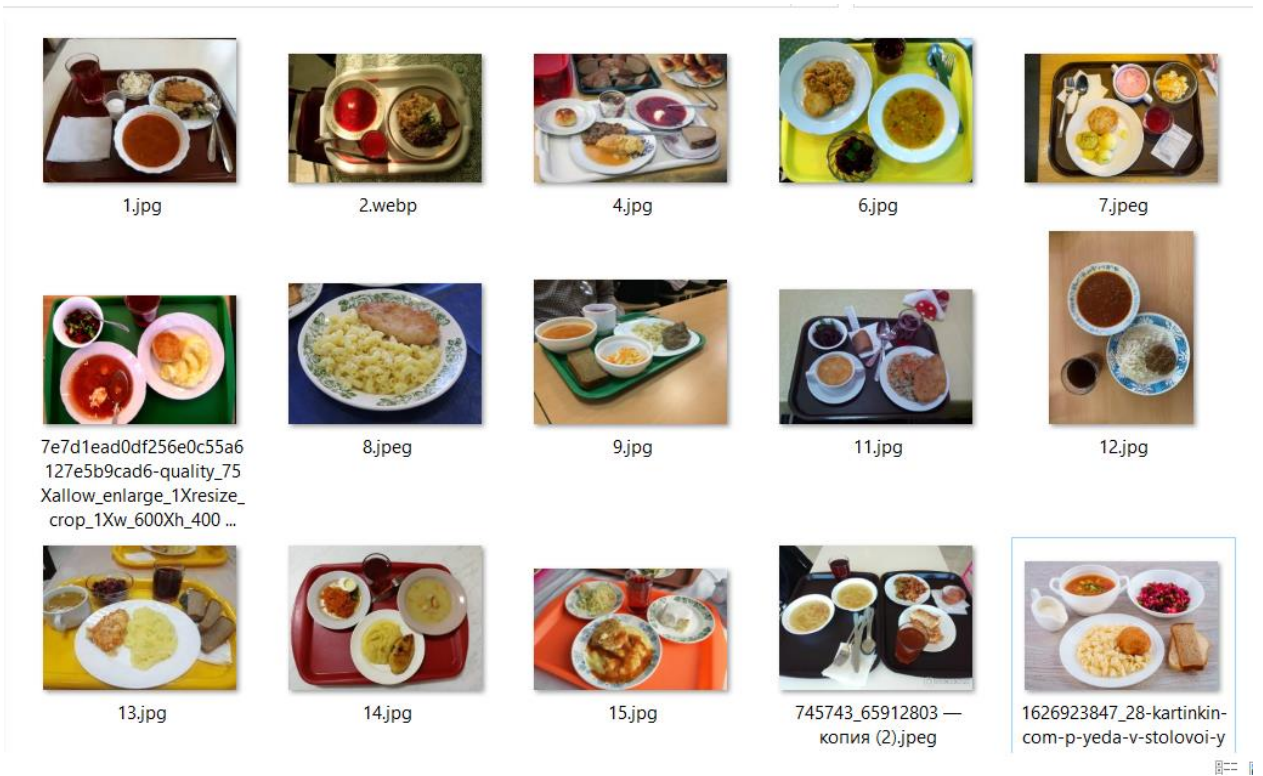 1.jpg
2.webp
4.jpg
6.jpg
7.jpeg
7e7d1ead0df256e0c55a6
127e5b9cad6-quality_75
Xallow_enlarge_1Xresize_
crop_1Xw_600Xh_400 ...
8.jpeg
9.jpg
11.jpg
12.jpg
13.jpg
14.jpg
15.jpg
745743_65912803 —
копия (2).jpeg
1626923847_28-kartinkin-
com-p-yeda-v-stolovoi-y